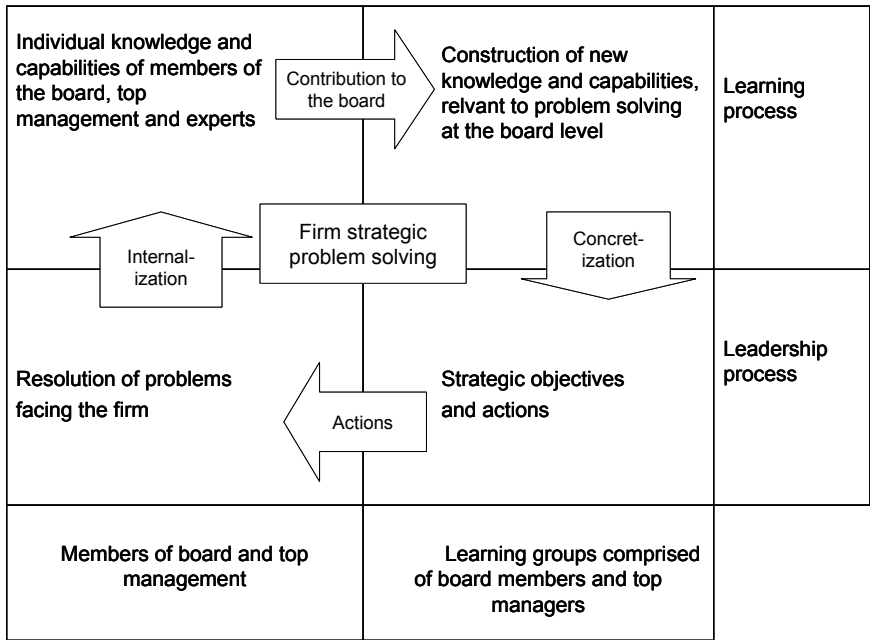 Individual knowledge and
capabilities of members of
the board, top
management and experts
Contribution to
the board
Construction of new
knowledge and capabilities,
relvant to problem solving
at the board level
Learning
process
Internal-
ization
Firm strategic
problem solving
Concret-
ization
Resolution of problems
facing the firm
Actions
Strategic objectives
and actions
Leadership
process
Members of board and top
management
Learning groups comprised
of board members and top
managers